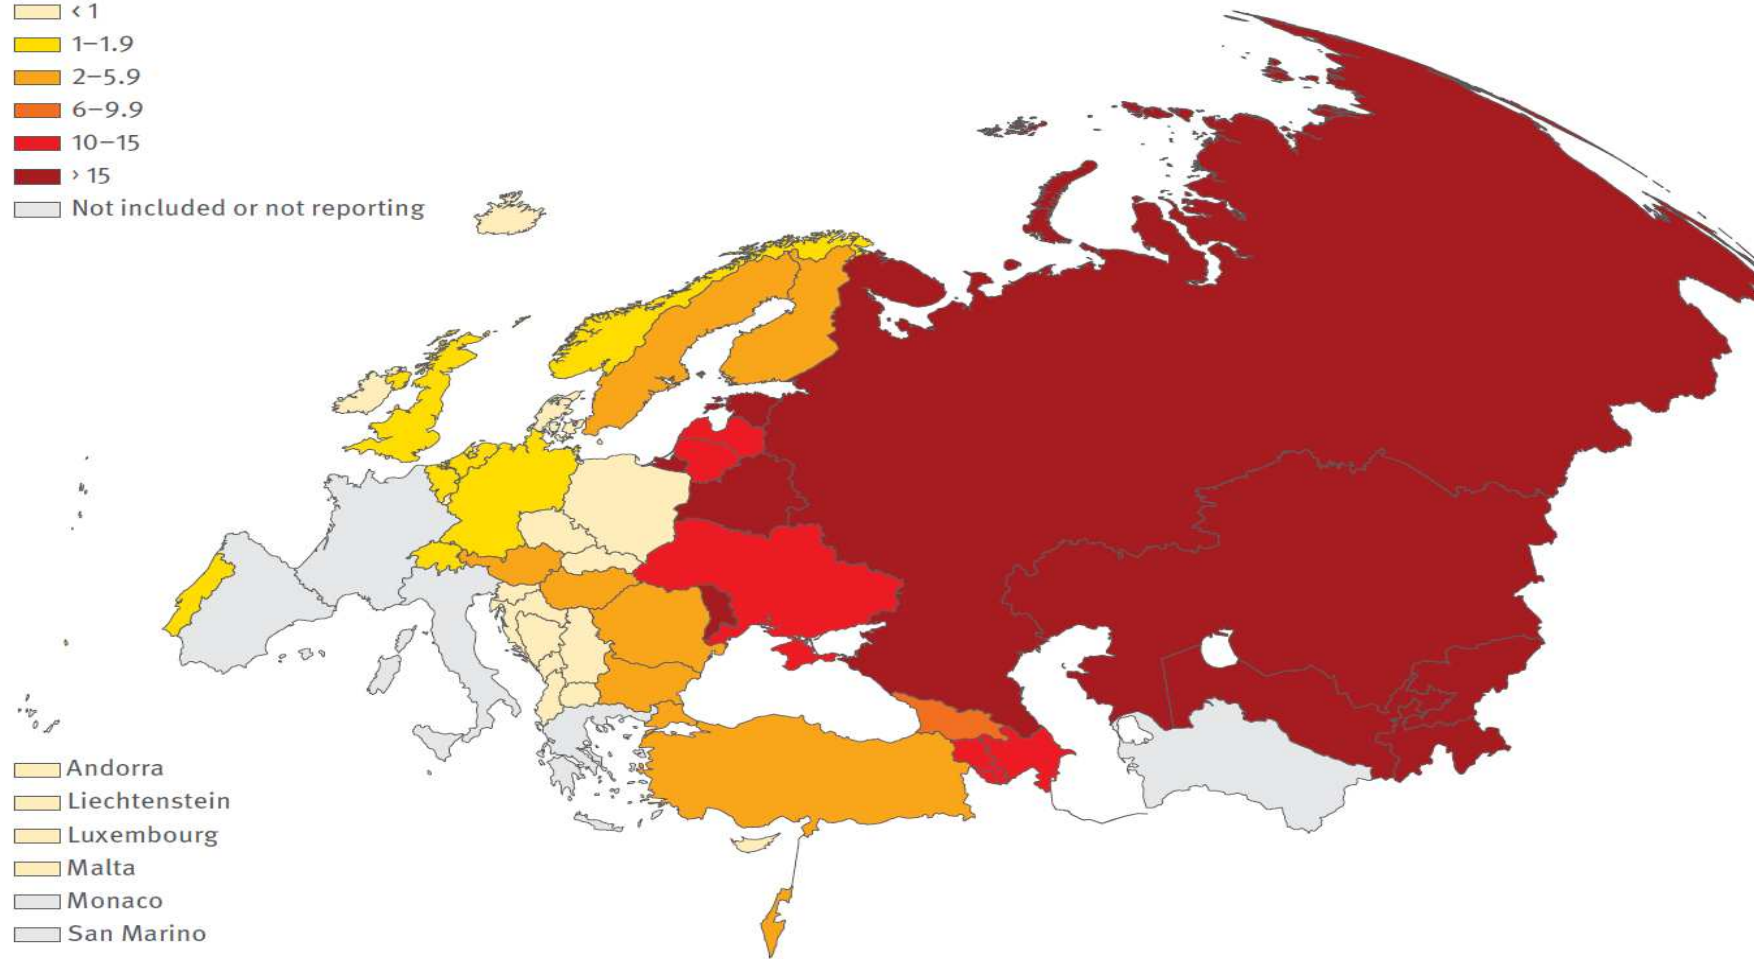 < 1
1–1.9
2–5.9
6–9.9
10–15
> 15
Not included or not reporting
Andorra
Liechtenstein
Luxembourg
Malta
Monaco
San Marino